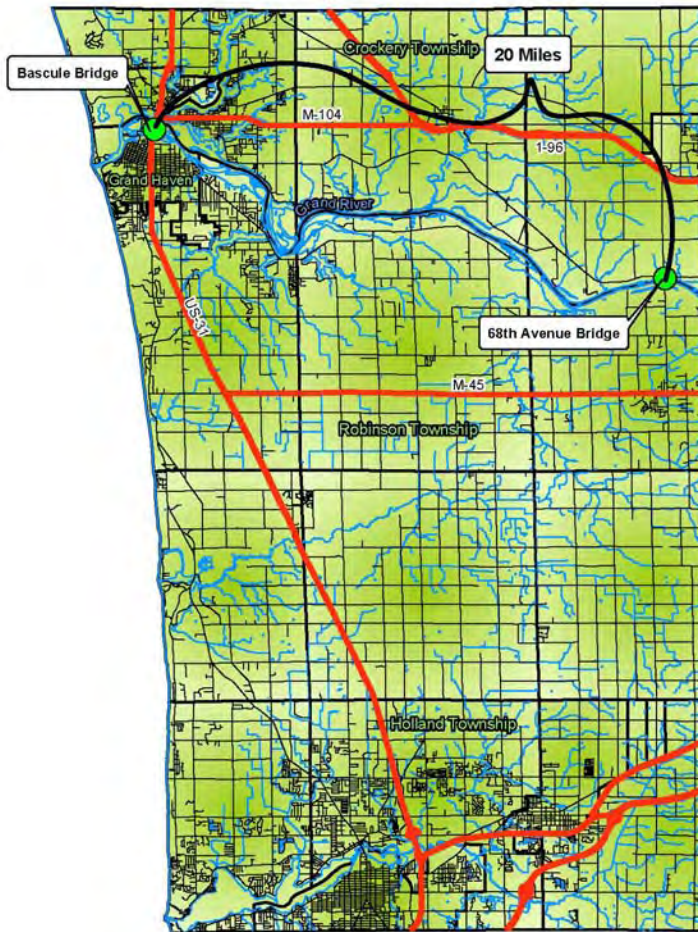 Crockery Township
20 Miles
Bascule Bridge
M-104
1-96
Grand Haven
Grand River
68th Avenue Bridge
US-31
M-45
Robinson Township
Holland Township